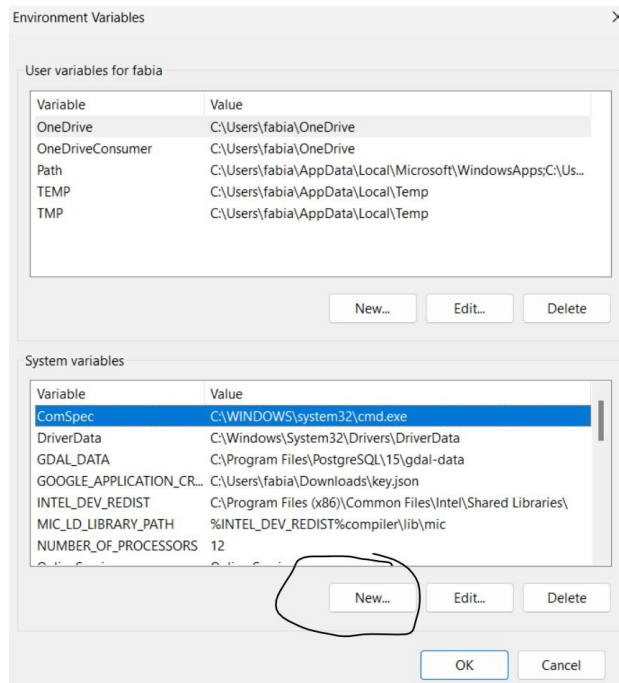 Environment Variables
User variables for fabia
Variable Value
OneDrive C:\Users\fabia\OneDrive
OneDriveConsumer C:\Users\fabia\OneDrive
Path C:\Users\fabia\AppData\Local\Microsoft\WindowsApps;C:\Us...
TEMP C:\Users\fabia\AppData\Local\Temp
TMP C:\Users\fabia\AppData\Local\Temp
New... Edit... Delete
System variables
Variable Value
ComSpec C:\WINDOWS\system32\cmd.exe
DriverData C:\Windows\System32\Drivers\DriverData
GDAL_DATA C:\Program Files\PostgreSQL\15\gdal-data
GOOGLE_APPLICATION_CR... C:\Users\fabia\Downloads\key.json
INTEL_DEV_REDIST C:\Program Files (x86)\Common Files\Intel\Shared Libraries\
MIC_LD_LIBRARY_PATH %INTEL_DEV_REDIST%compiler\lib\mic
NUMBER_OF_PROCESSORS 12
New... Edit... Delete
OK Cancel